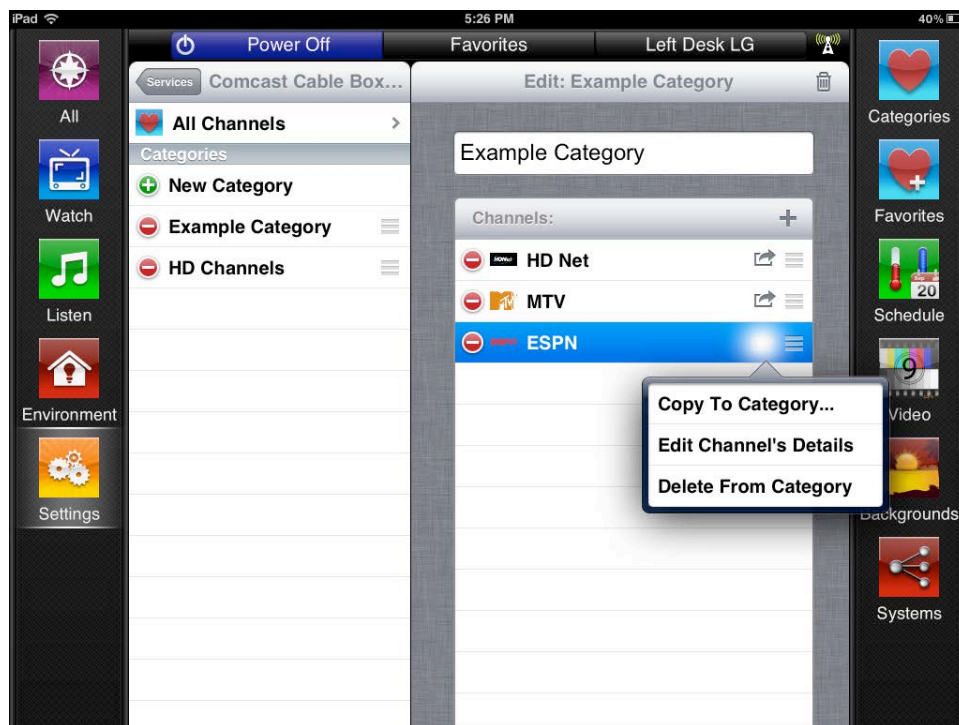 iPad 5:26 PM 40%
Power Off Favorites Left Desk LG
Services Comcast Cable Box... Edit: Example Category
All
Watch
Listen
Environment
Settings
All Channels
Categories
New Category
Example Category
HD Channels
Example Category
Channels:
HD Net
MTV
ESPN
Copy To Category...
Edit Channel's Details
Delete From Category
Categories
Favorites
20
Schedule
9
Video
Backgrounds
Systems